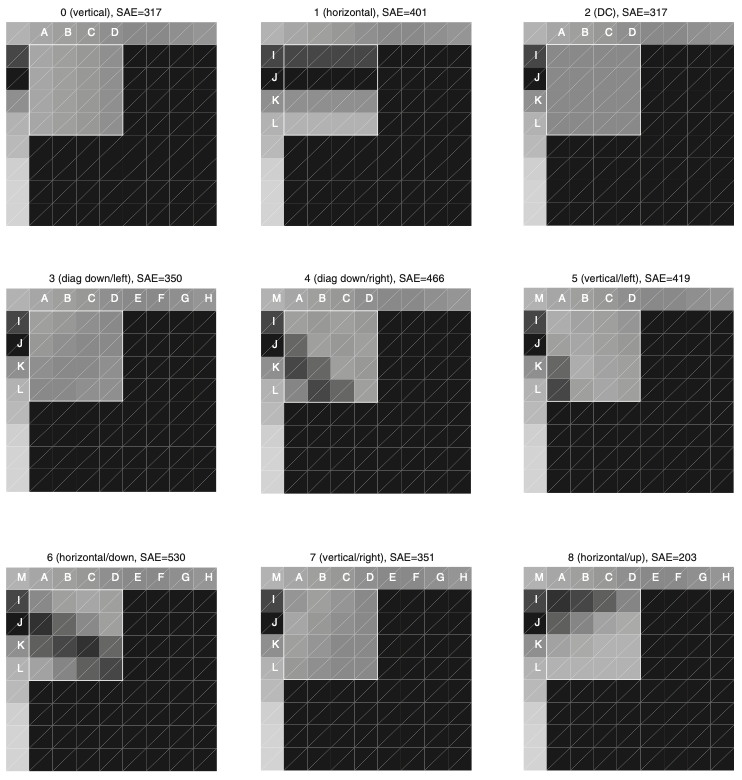 0 (vertical), SAE=317
A B C D
1 (horizontal), SAE=401
I
J
K
L
2 (DC), SAE=317
A B C D
I
J
K
L
3 (diag down/left), SAE=350
A B C D E F G H
I
J
K
L
4 (diag down/right), SAE=466
M A B C D
I
J
K
L
5 (vertical/left), SAE=419
M A B C D
I
J
K
L
6 (horizontal/down, SAE=530
M A B C D E F G H
I
J
K
L
7 (vertical/right), SAE=351
M A B C D E F G H
I
J
K
L
8 (horizontal/up), SAE=203
M A B C D E F G H
I
J
K
L